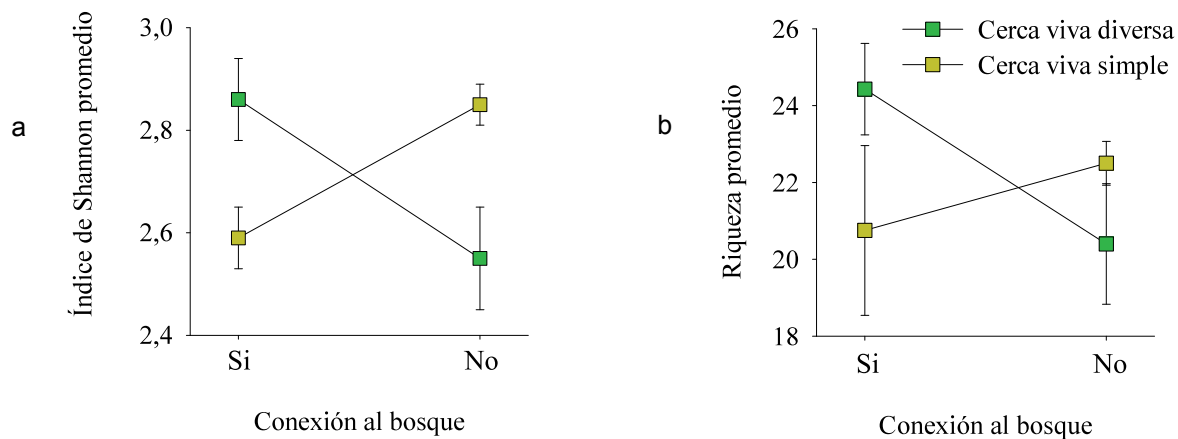 a
Índice de Shannon promedio
3,0
2,8
2,6
2,4
Si
No
Conexión al bosque
b
Riqueza promedio
26
24
22
20
18
Cerca viva diversa
Cerca viva simple
Si
No
Conexión al bosque